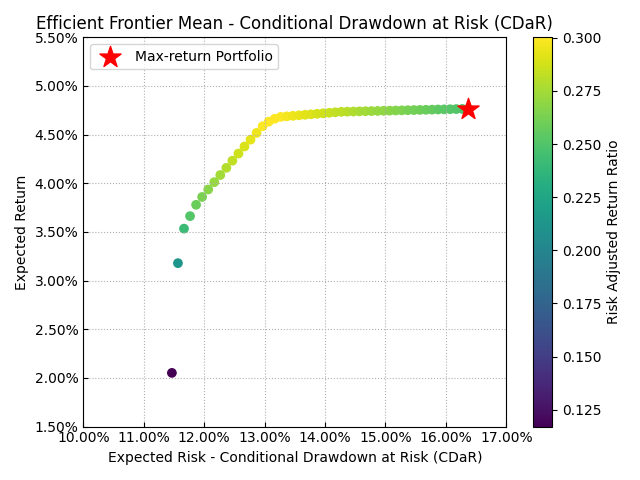 Efficient Frontier Mean - Conditional Drawdown at Risk (CDaR)
Max-return Portfolio
5.50%
5.00%
4.50%
4.00%
3.50%
3.00%
2.50%
2.00%
1.50%
Expected Return
10.00% 11.00% 12.00% 13.00% 14.00% 15.00% 16.00% 17.00%
Expected Risk - Conditional Drawdown at Risk (CDaR)
0.300
0.275
0.250
0.225
0.200
0.175
0.150
0.125
Risk Adjusted Return Ratio